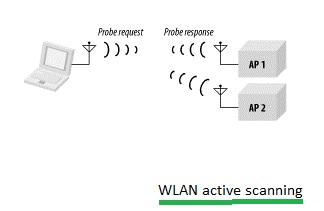 Probe request Probe response
AP 1
AP 2
WLAN active scanning